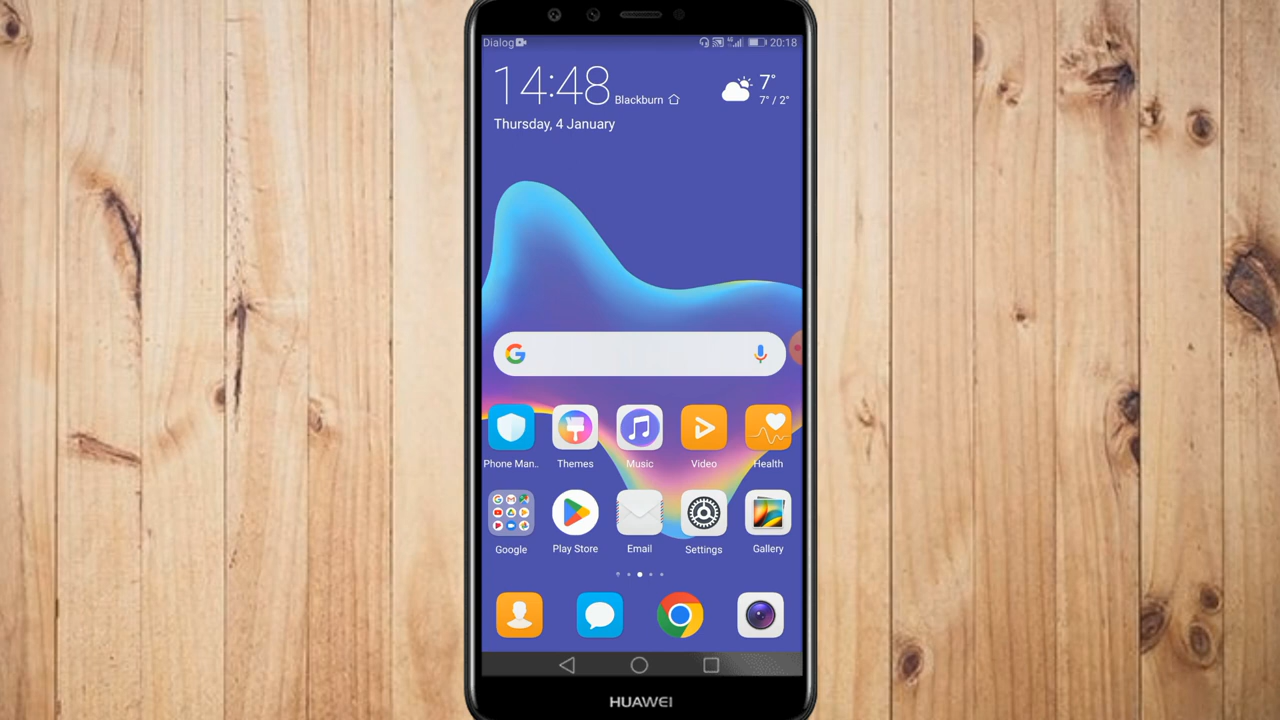 Dialog 4G 20:18
14:48 Blackburn 7°
7° / 2°
Thursday, 4 January
Phone Man.. Themes Music Video Health
Google Play Store Email Settings Gallery
HUAWEI